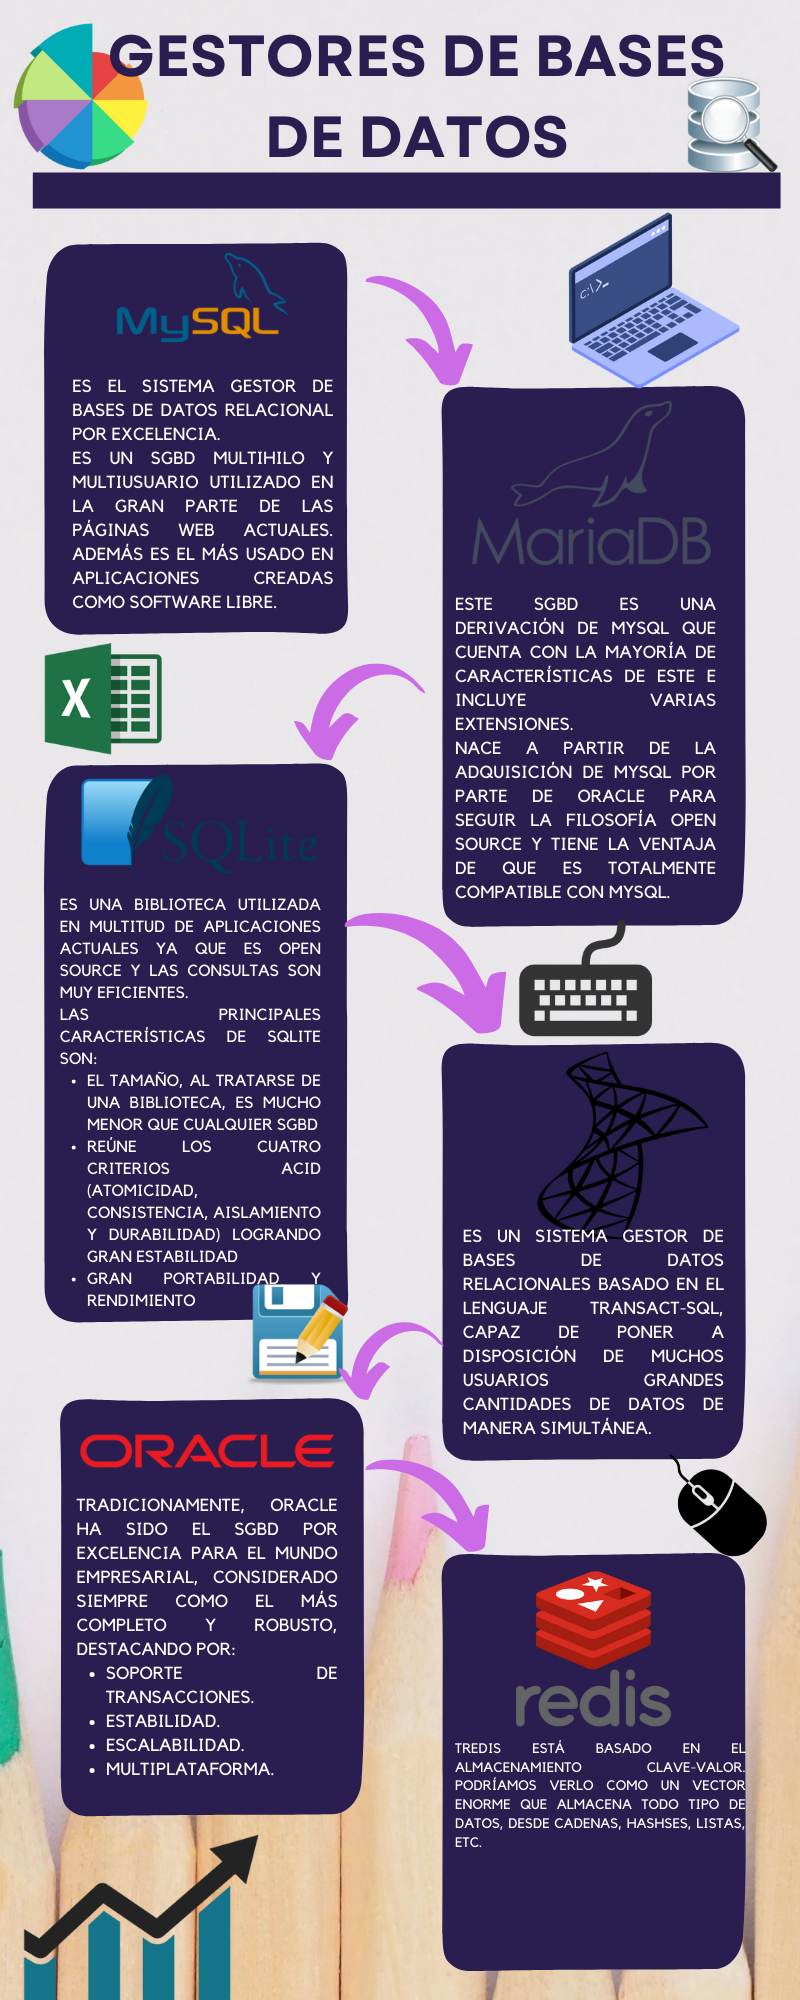 GESTORES DE BASES
DE DATOS
C:\>_
MySQL
ES EL SISTEMA GESTOR DE
BASES DE DATOS RELACIONAL
POR EXCELENCIA.
ES UN SGBD MULTIHILO Y
MULTIUSUARIO UTILIZADO EN
LA GRAN PARTE DE LAS
PÁGINAS WEB ACTUALES.
ADEMÁS ES EL MÁS USADO EN
APLICACIONES CREADAS
COMO SOFTWARE LIBRE.
MariaDB
ESTE SGBD ES UNA
DERIVACIÓN DE MYSQL QUE
CUENTA CON LA MAYORÍA DE
CARACTERÍSTICAS DE ESTE E
INCLUYE VARIAS
EXTENSIONES.
NACE A PARTIR DE LA
ADQUISICIÓN DE MYSQL POR
PARTE DE ORACLE PARA
SEGUIR LA FILOSOFÍA OPEN
SOURCE Y TIENE LA VENTAJA
DE QUE ES TOTALMENTE
COMPATIBLE CON MYSQL.
X
SQLite
ES UNA BIBLIOTECA UTILIZADA
EN MULTITUD DE APLICACIONES
ACTUALES YA QUE ES OPEN
SOURCE Y LAS CONSULTAS SON
MUY EFICIENTES.
LAS PRINCIPALES
CARACTERÍSTICAS DE SQLITE
SON:
• EL TAMAÑO, AL TRATARSE DE
UNA BIBLIOTECA, ES MUCHO
MENOR QUE CUALQUIER SGBD
• REÚNE LOS CUATRO
CRITERIOS ACID
(ATOMICIDAD,
CONSISTENCIA, AISLAMIENTO
Y DURABILIDAD) LOGRANDO
GRAN ESTABILIDAD
• GRAN PORTABILIDAD Y
RENDIMIENTO
ES UN SISTEMA GESTOR DE
BASES DE DATOS
RELACIONALES BASADO EN EL
LENGUAJE TRANSACT-SQL,
CAPAZ DE PONER A
DISPOSICIÓN DE MUCHOS
USUARIOS GRANDES
CANTIDADES DE DATOS DE
MANERA SIMULTÁNEA.
ORACLE
TRADICIONAMENTE, ORACLE
HA SIDO EL SGBD POR
EXCELENCIA PARA EL MUNDO
EMPRESARIAL, CONSIDERADO
SIEMPRE COMO EL MÁS
COMPLETO Y ROBUSTO,
DESTACANDO POR:
• SOPORTE DE
TRANSACCIONES.
• ESTABILIDAD.
• ESCALABILIDAD.
• MULTIPLATAFORMA.
redis
TREDIS ESTÁ BASADO EN EL
ALMACENAMIENTO CLAVE-VALOR.
PODRÍAMOS VERLO COMO UN VECTOR
ENORME QUE ALMACENA TODO TIPO DE
DATOS, DESDE CADENAS, HASHSES, LISTAS,
ETC.